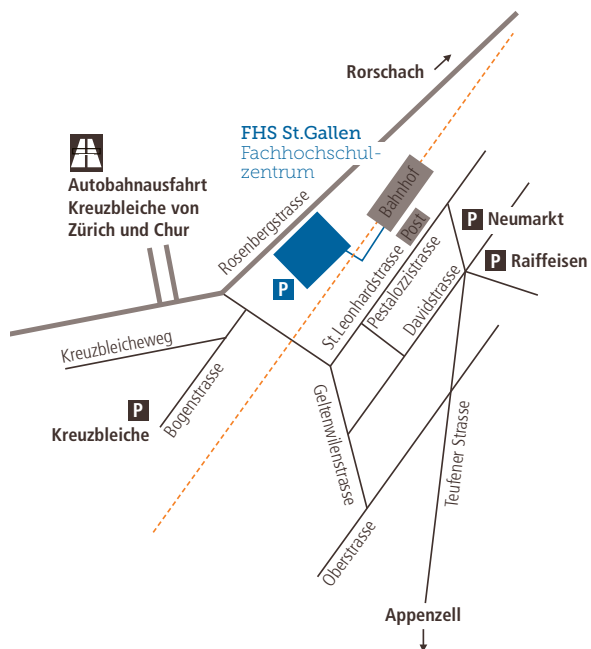 Rorschach
FHS St.Gallen
Fachhochschul-
zentrum
Autobahnausfahrt
Kreuzbleiche von
Zürich und Chur
Rosenbergstrasse
Bahnhof
Post
P Neumarkt
P Raiffeisen
P
St.Leonhardstrasse
Pestalozzistrasse
Davidstrasse
Kreuzbleicheweg
Bogenstrasse
P
Kreuzbleiche
Geltenwilenstrasse
Teufener Strasse
Oberstrasse
Appenzell